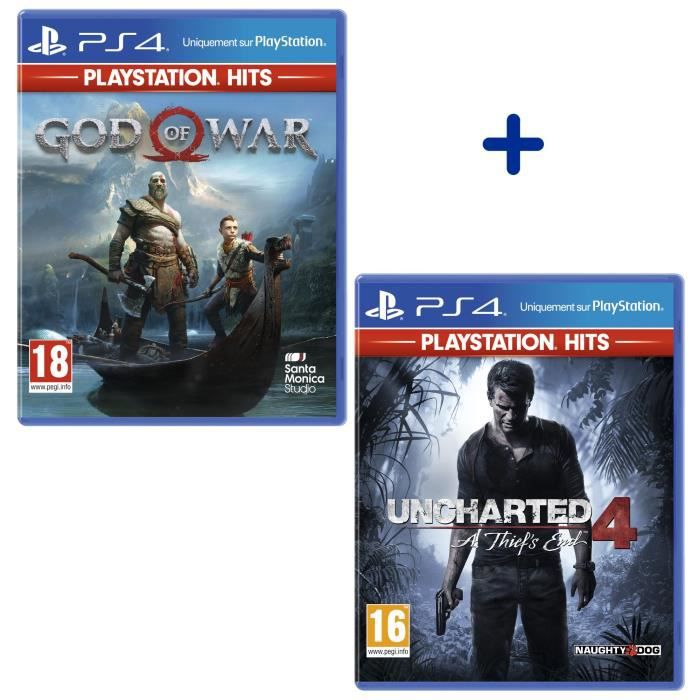 PS4 Uniquement sur PlayStation®
PLAYSTATION® HITS
GOD OF WAR
18
www.pegi.info
Santa
Monica
Studio
+
PS4 Uniquement sur PlayStation®
PLAYSTATION® HITS
UNCHARTED 4
A Thief's End™
16
www.pegi.info
NAUGHTY DOG